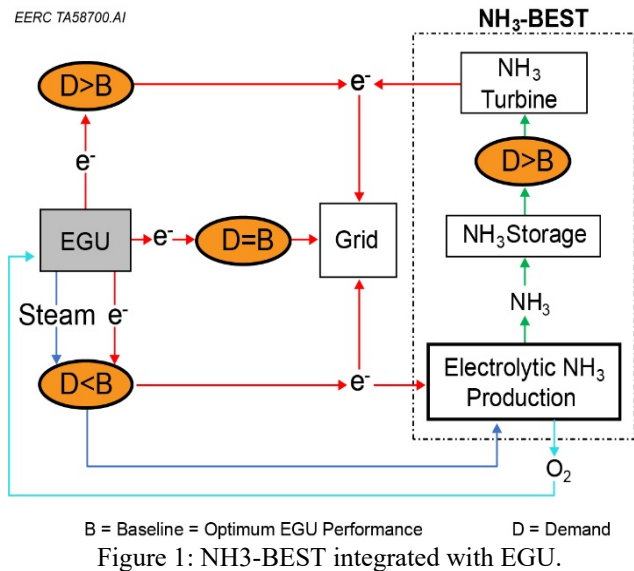 EERC TA58700.AI
NH₃-BEST
D>B
e⁻
NH₃
Turbine
D>B
e⁻
EGU
e⁻
D=B
Grid
NH₃Storage
Steam
e⁻
NH₃
D<B
e⁻
Electrolytic NH₃
Production
O₂
B = Baseline = Optimum EGU Performance
D = Demand
Figure 1: NH3-BEST integrated with EGU.